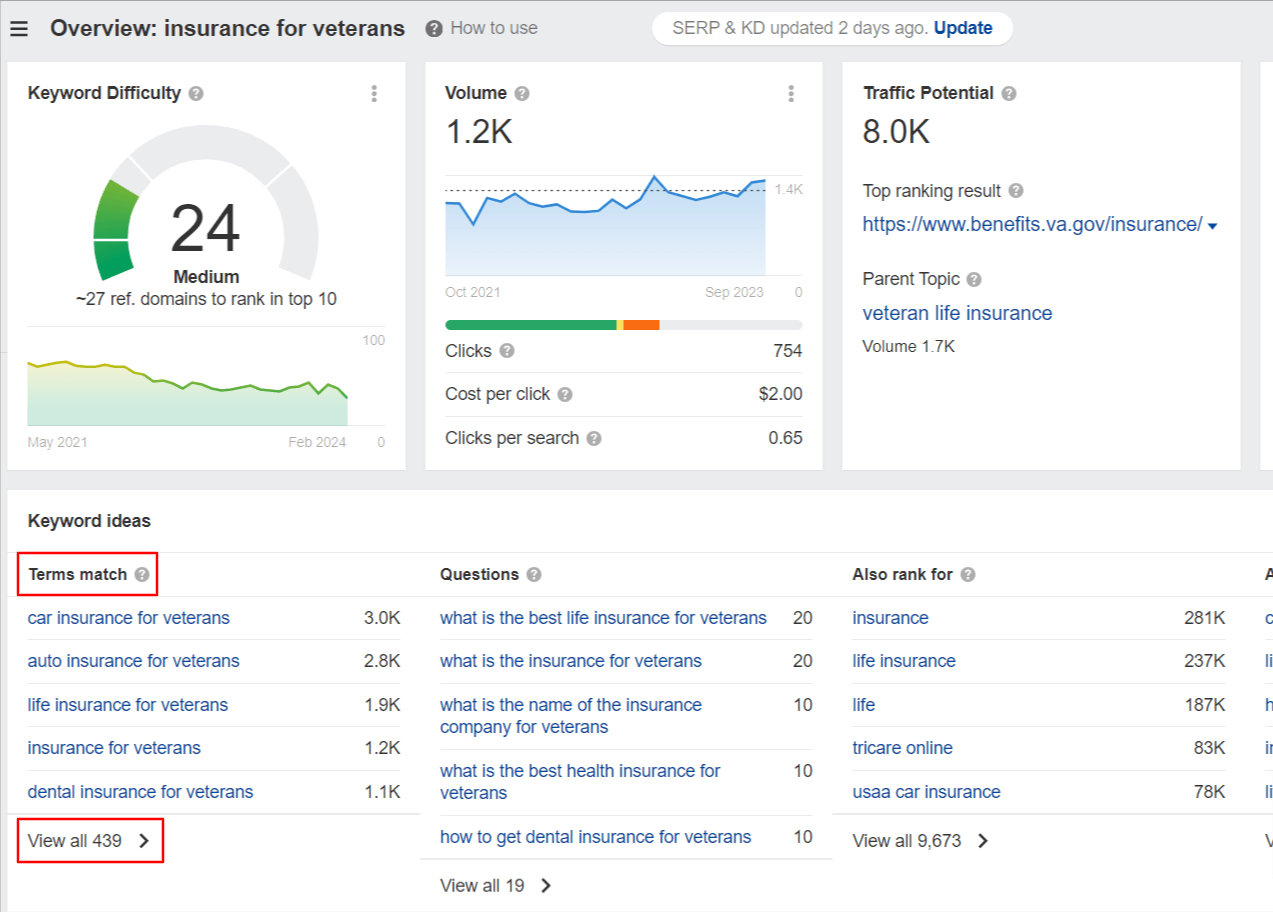 Overview: insurance for veterans
How to use
SERP & KD updated 2 days ago. Update
Keyword Difficulty
24
Medium
~27 ref. domains to rank in top 10
100
May 2021
Feb 2024
0
Volume
1.2K
1.4K
Oct 2021
Sep 2023
0
Clicks
754
Cost per click
$2.00
Clicks per search
0.65
Traffic Potential
8.0K
Top ranking result
https://www.benefits.va.gov/insurance/
Parent Topic
veteran life insurance
Volume 1.7K
Keyword ideas
Terms match
car insurance for veterans 3.0K
auto insurance for veterans 2.8K
life insurance for veterans 1.9K
insurance for veterans 1.2K
dental insurance for veterans 1.1K
View all 439
Questions
what is the best life insurance for veterans 20
what is the insurance for veterans 20
what is the name of the insurance 10
company for veterans
what is the best health insurance for 10
veterans
how to get dental insurance for veterans 10
View all 19
Also rank for
insurance 281K
life insurance 237K
life 187K
tricare online 83K
usaa car insurance 78K
View all 9,673